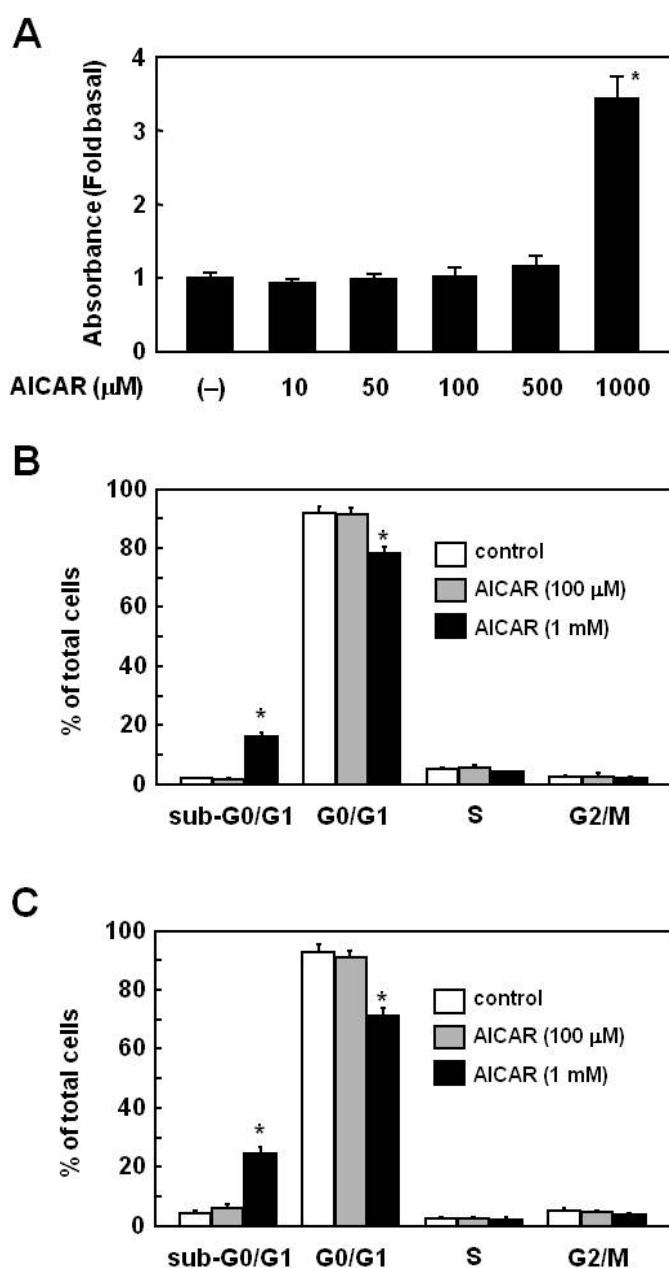 A
Absorbance (Fold basal)
4
3
2
1
0
*
AICAR (μM) (–) 10 50 100 500 1000
B
% of total cells
100
80
60
40
20
0
*
*
control
AICAR (100 μM)
AICAR (1 mM)
sub-G0/G1 G0/G1 S G2/M
C
% of total cells
100
80
60
40
20
0
*
*
control
AICAR (100 μM)
AICAR (1 mM)
sub-G0/G1 G0/G1 S G2/M